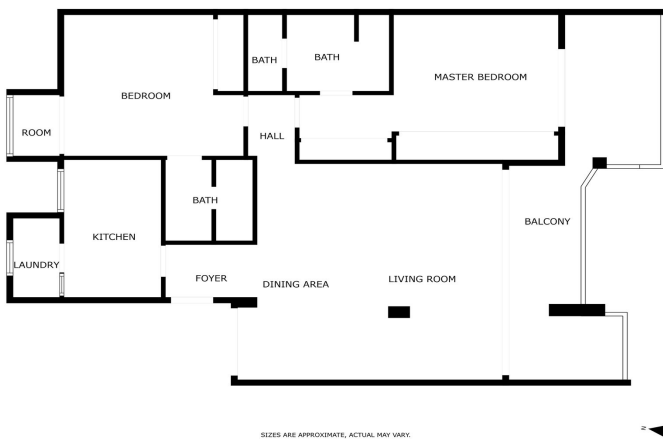 BATH
BATH
MASTER BEDROOM
BEDROOM
ROOM
HALL
BATH
BALCONY
KITCHEN
LAUNDRY
FOYER
DINING AREA
LIVING ROOM
SIZES ARE APPROXIMATE, ACTUAL MAY VARY.
N